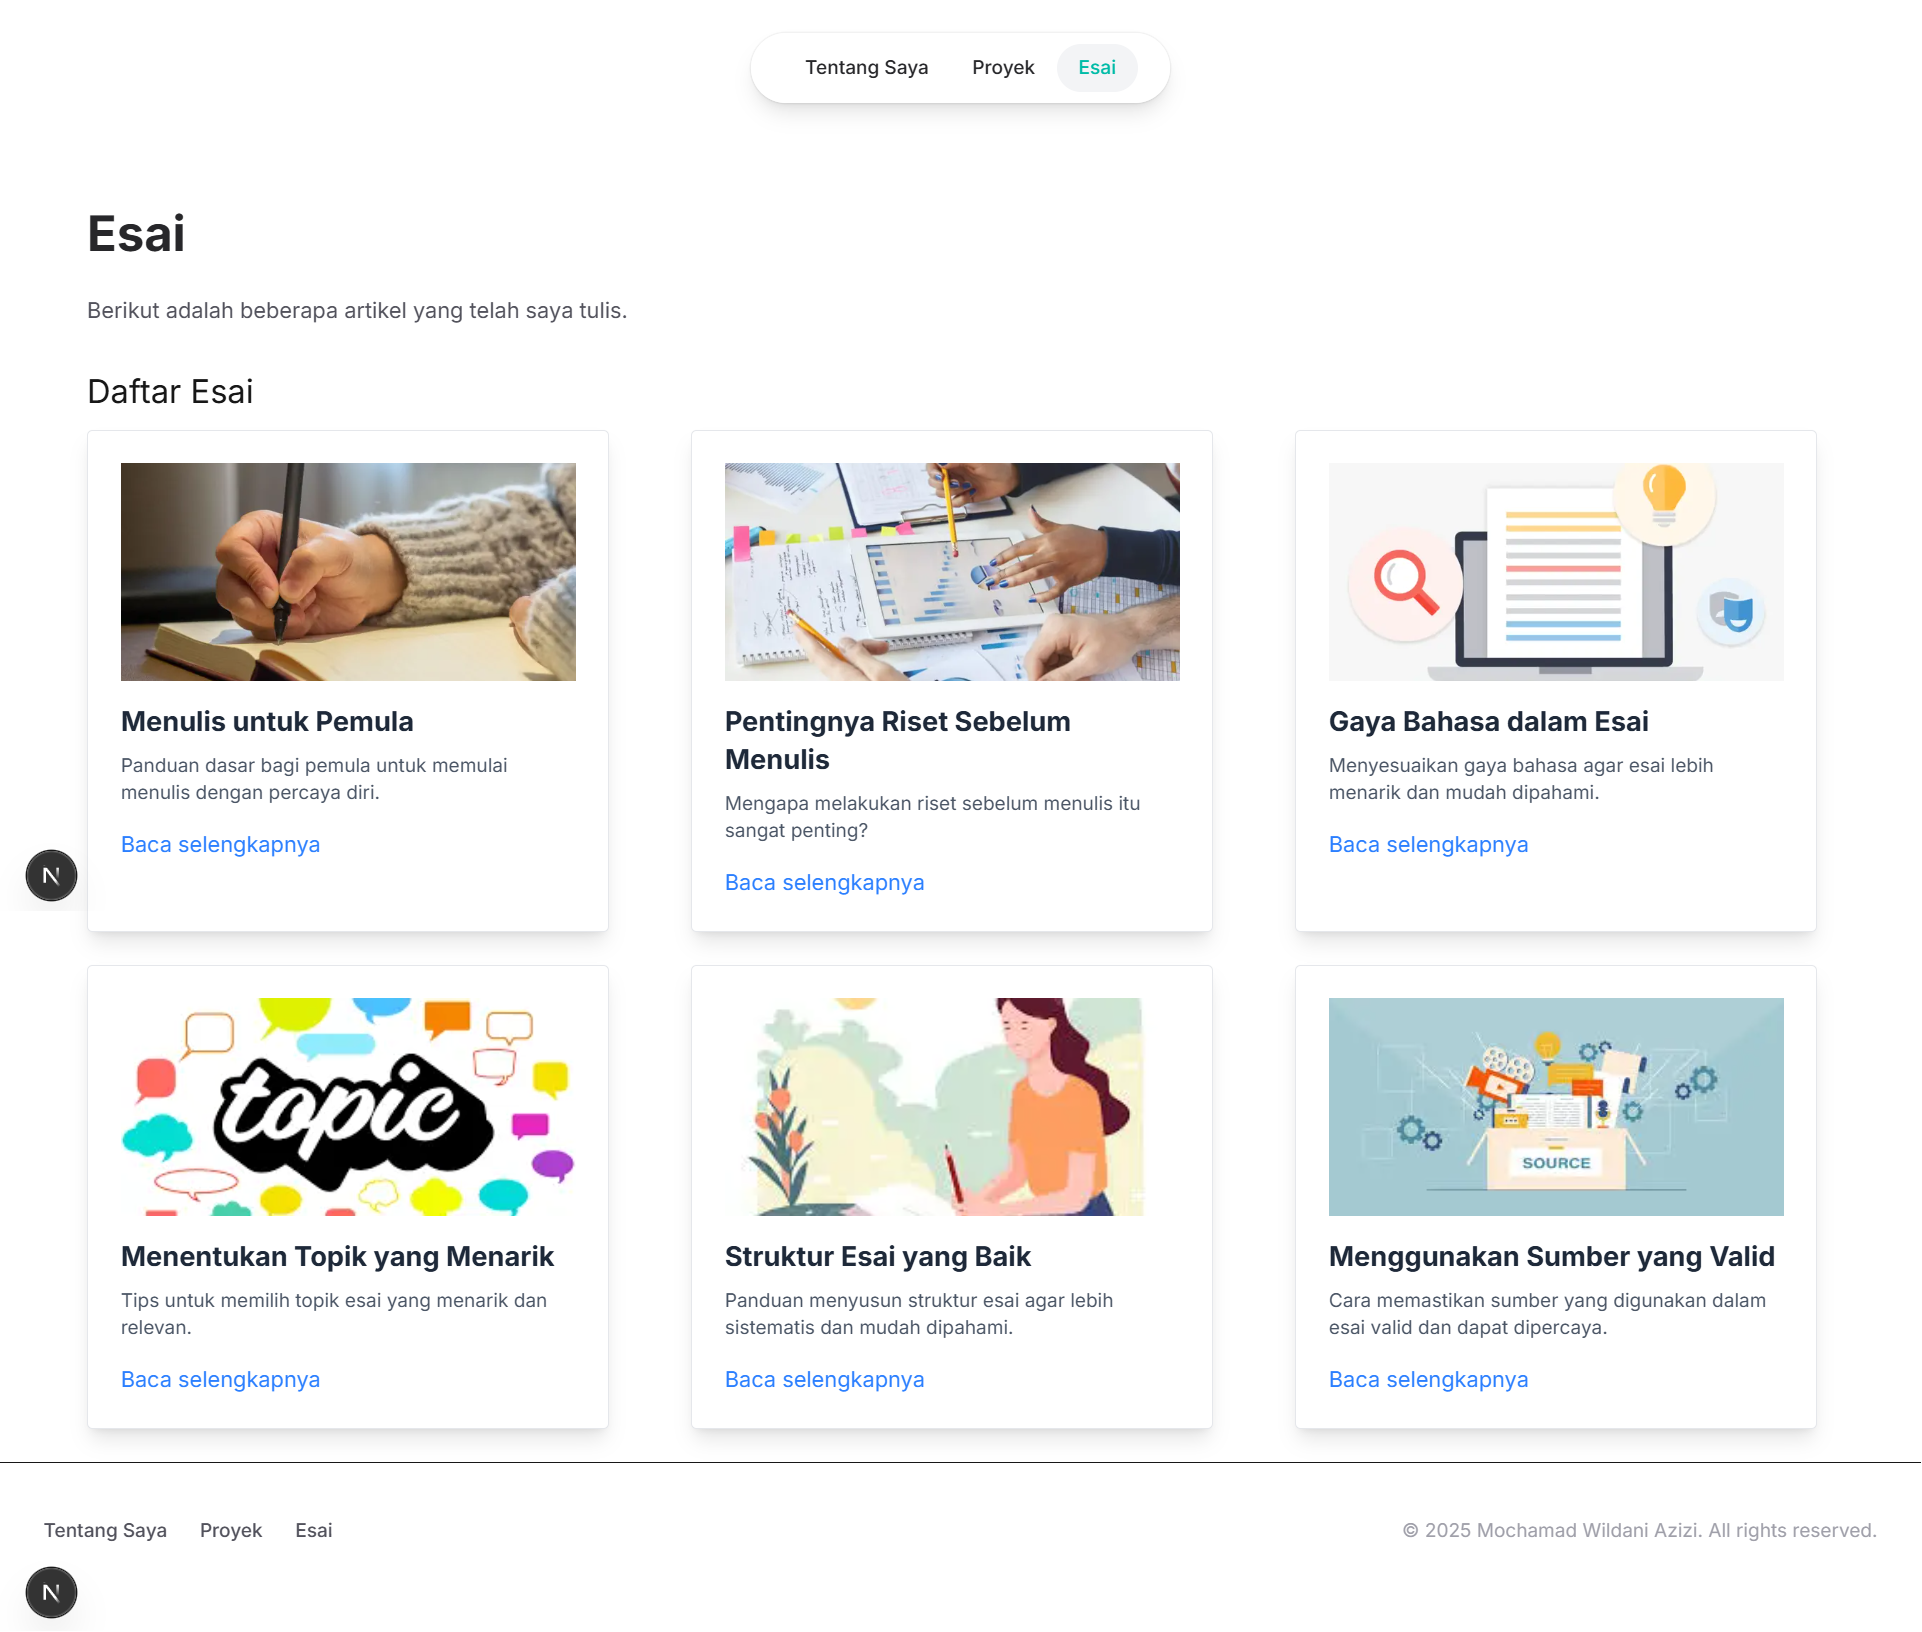 Tentang Saya Proyek Esai
Esai
Berikut adalah beberapa artikel yang telah saya tulis.
Daftar Esai
Menulis untuk Pemula
Panduan dasar bagi pemula untuk memulai
menulis dengan percaya diri.
Baca selengkapnya
Pentingnya Riset Sebelum
Menulis
Mengapa melakukan riset sebelum menulis itu
sangat penting?
Baca selengkapnya
Gaya Bahasa dalam Esai
Menyesuaikan gaya bahasa agar esai lebih
menarik dan mudah dipahami.
Baca selengkapnya
N
topic
Menentukan Topik yang Menarik
Tips untuk memilih topik esai yang menarik dan
relevan.
Baca selengkapnya
Struktur Esai yang Baik
Panduan menyusun struktur esai agar lebih
sistematis dan mudah dipahami.
Baca selengkapnya
SOURCE
Menggunakan Sumber yang Valid
Cara memastikan sumber yang digunakan dalam
esai valid dan dapat dipercaya.
Baca selengkapnya
Tentang Saya Proyek Esai
© 2025 Mochamad Wildani Azizi. All rights reserved.
N